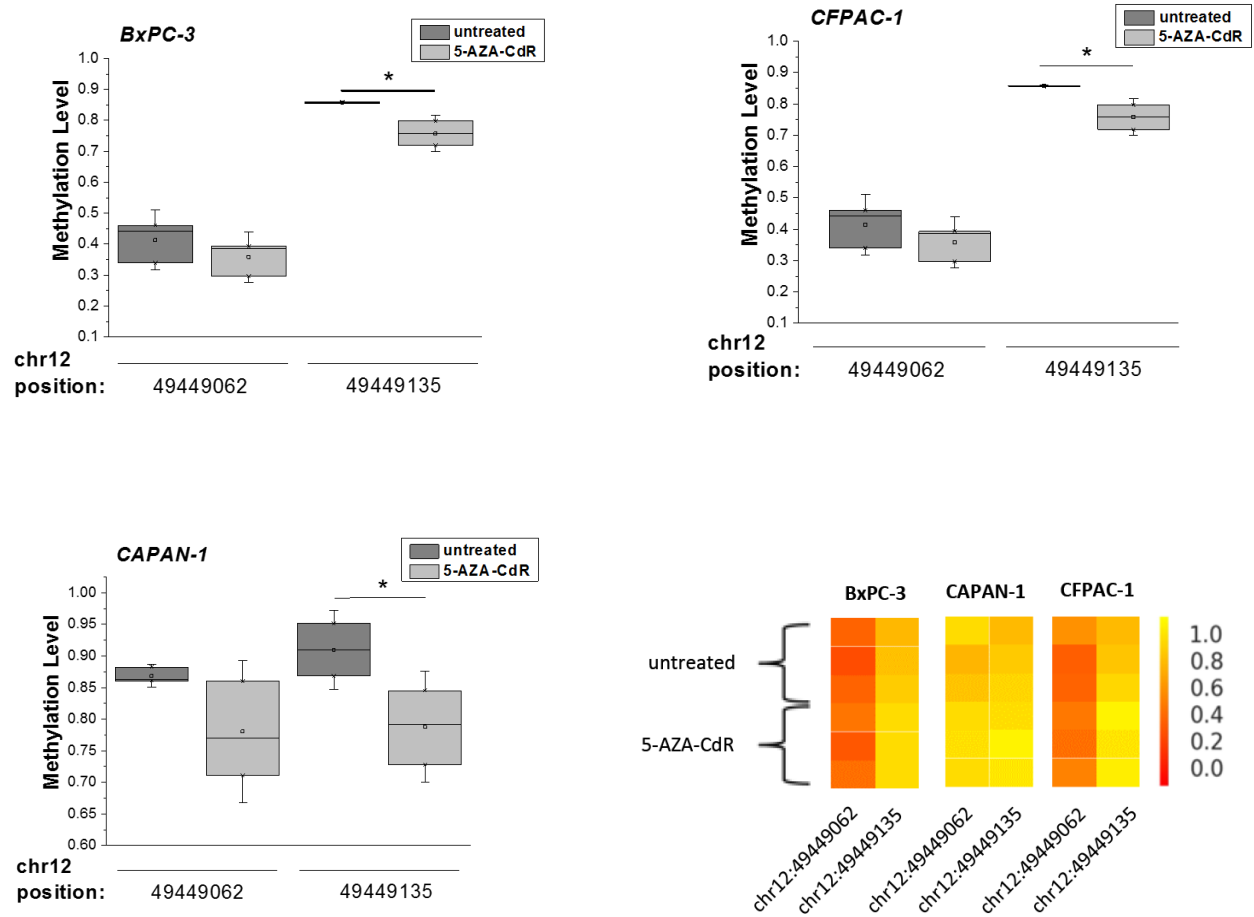 BxPC-3
untreated
5-AZA-CdR
*
Methylation Level
1.0
0.9
0.8
0.7
0.6
0.5
0.4
0.3
0.2
0.1
chr12
position:
49449062
49449135
CFPAC-1
untreated
5-AZA-CdR
*
Methylation Level
1.0
0.9
0.8
0.7
0.6
0.5
0.4
0.3
0.2
0.1
chr12
position:
49449062
49449135
CAPAN-1
untreated
5-AZA-CdR
*
Methylation Level
1.00
0.95
0.90
0.85
0.80
0.75
0.70
0.65
0.60
chr12
position:
49449062
49449135
BxPC-3 CAPAN-1 CFPAC-1
untreated
5-AZA-CdR
1.0
0.8
0.6
0.4
0.2
0.0
chr12:49449062
chr12:49449135
chr12:49449062
chr12:49449135
chr12:49449062
chr12:49449135